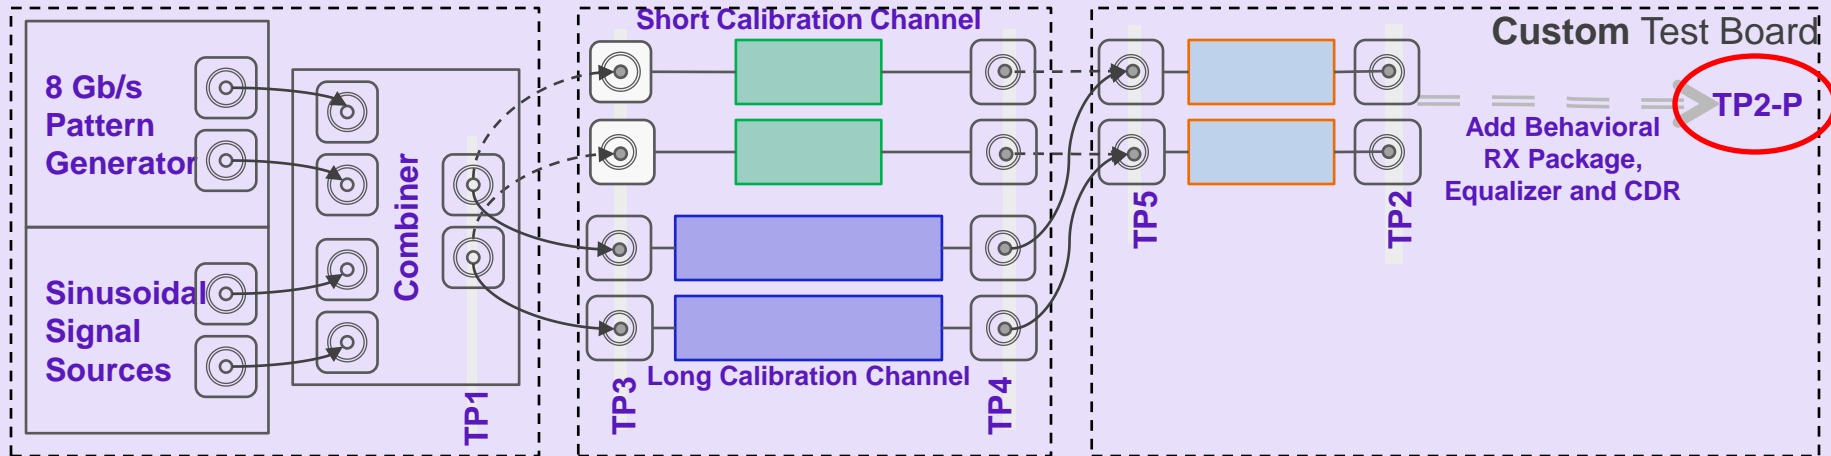 Short Calibration Channel
Custom Test Board
8 Gb/s
Pattern
Generator
Combiner
TP1
Sinusoidal
Signal
Sources
TP3
TP4
Long Calibration Channel
TP5
TP2
TP2-P
Add Behavioral
RX Package,
Equalizer and CDR